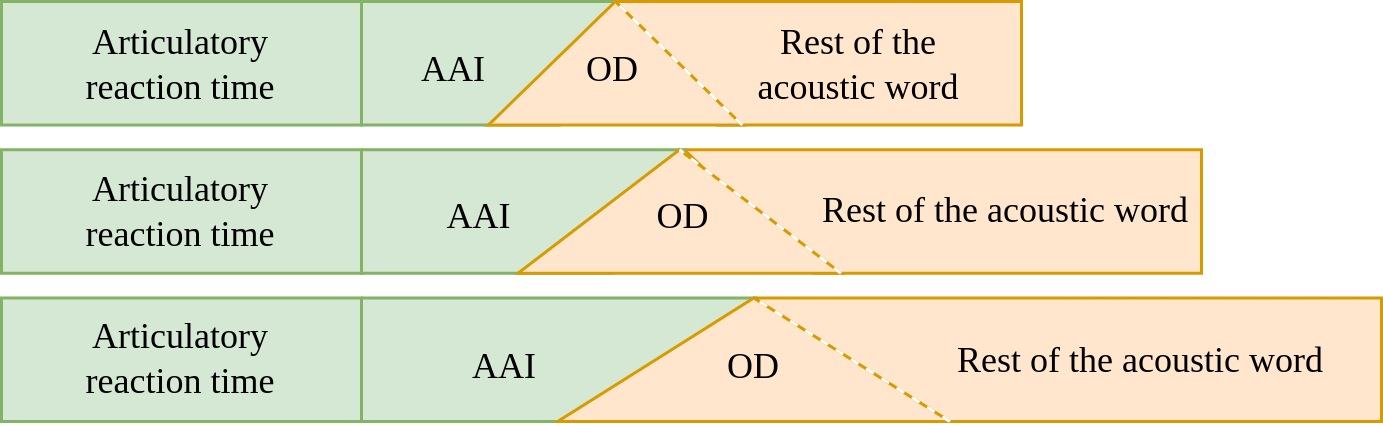 Articulatory
reaction time
AAI
OD
Rest of the
acoustic word
Articulatory
reaction time
AAI
OD
Rest of the acoustic word
Articulatory
reaction time
AAI
OD
Rest of the acoustic word